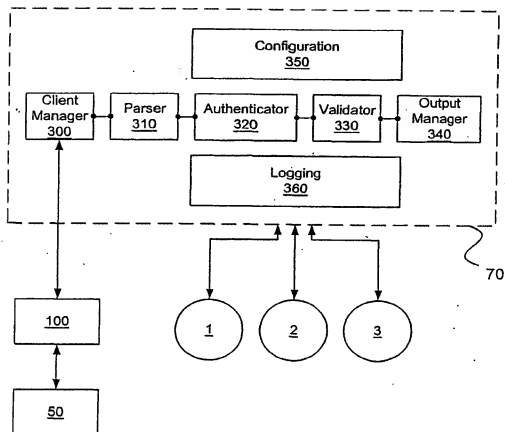 Configuration
350
Client
Manager
300
Parser
310
Authenticator
320
Validator
330
Output
Manager
340
Logging
360
70
100
1
2
3
50